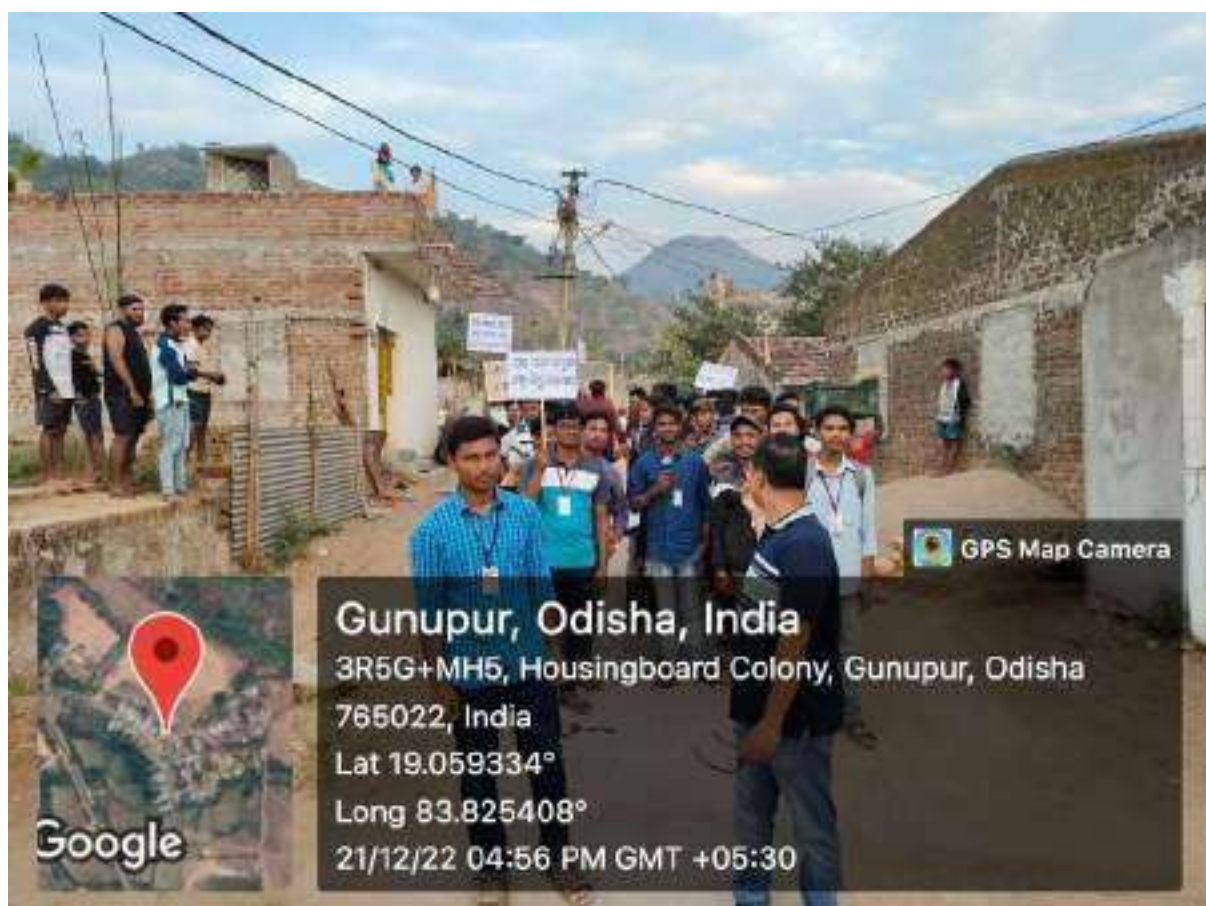 GPS Map Camera
Gunupur, Odisha, India
3R5G+MH5, Housingboard Colony, Gunupur, Odisha
765022, India
Lat 19.059334°
Long 83.825408°
21/12/22 04:56 PM GMT +05:30
Google